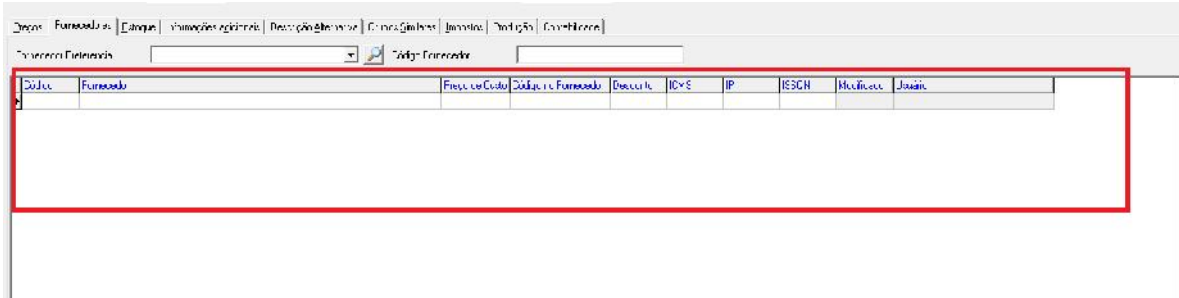 Preços Fornecedores Estoque Informações adicionais Descrição Alternativa Grupos Similares Impostos Produção Contabilidade
Fornecedor Preferencial Código Fornecedor
Código Fornecedor Preço de Custo Código no Fornecedor Desconto ICMS IPI ISSQN Modificado Usuário